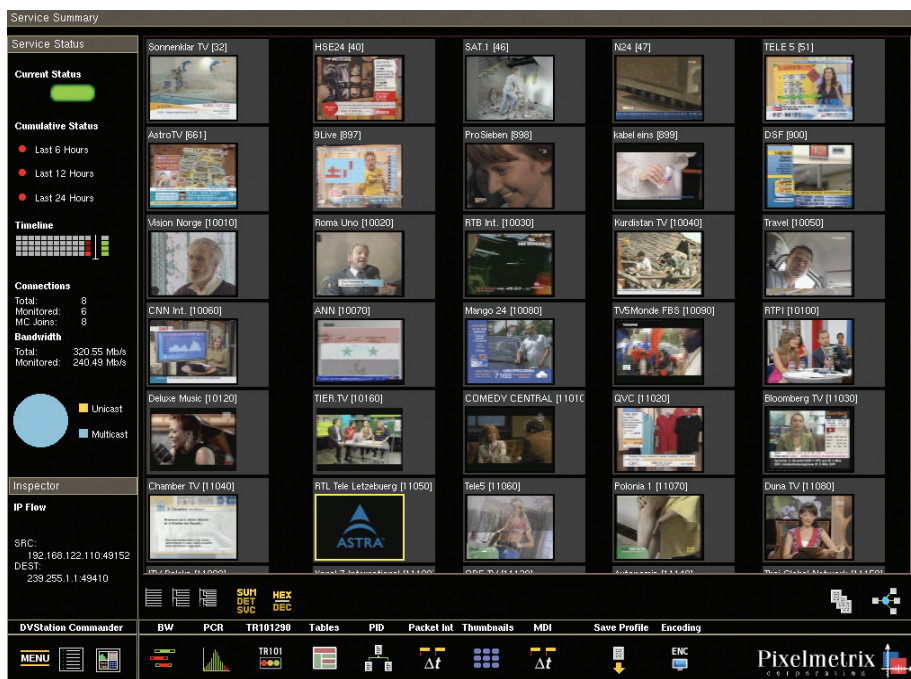 Service Summary
Service Status
Current Status
Cumulative Status
Last 6 Hours
Last 12 Hours
Last 24 Hours
Timeline
Connections
Total: 8
Monitored: 6
MC Joins: 8
Bandwidth
Total: 320.55 Mb/s
Monitored: 240.49 Mb/s
Unicast
Multicast
Inspector
IP Flow
SRC:
192.168.122.110:49152
DEST:
239.255.1.1:49410
Sonnenklar TV [32]
HSE24 [40]
SAT.1 [46]
N24 [47]
TELE 5 [51]
AstroTV [661]
9Live [897]
ProSieben [898]
kabel eins [899]
DSF [900]
Vision Norge [10010]
Roma Uno [10020]
RTB Int. [10030]
Kurdistan TV [10040]
Travel [10050]
CNN Int. [10060]
ANN [10070]
Mango 24 [10080]
TV5Monde FBS [10090]
RTPI [10100]
Deluxe Music [10120]
TIER.TV [10160]
COMEDY CENTRAL [1101
QVC [11020]
Bloomberg TV [11030]
Chamber TV [11040]
RTL Tele Letzebuerg [11050]
ASTRA
Tele5 [11060]
Polonia 1 [11070]
Duna TV [11080]
SUM
DET
SVC
HEX
DEC
DVStation Commander
BW
PCR
TR101290
Tables
PID
Packet Int
Thumbnails
MDI
Save Profile
Encoding
MENU
TR101
Δt
Δt
ENC
Pixelmetrix
corporation